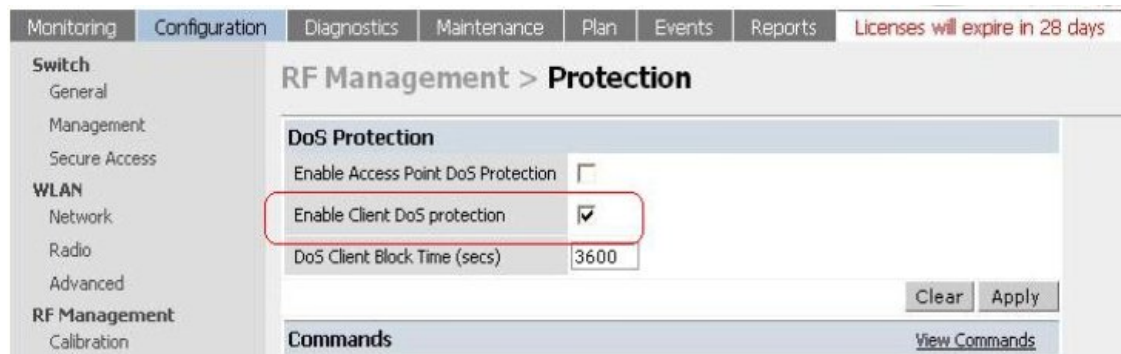 Monitoring Configuration Diagnostics Maintenance Plan Events Reports Licenses will expire in 28 days
Switch
General
Management
Secure Access
WLAN
Network
Radio
Advanced
RF Management
Calibration
RF Management > Protection
DoS Protection
Enable Access Point DoS Protection
Enable Client DoS protection
DoS Client Block Time (secs) 3600
Clear Apply
Commands View Commands